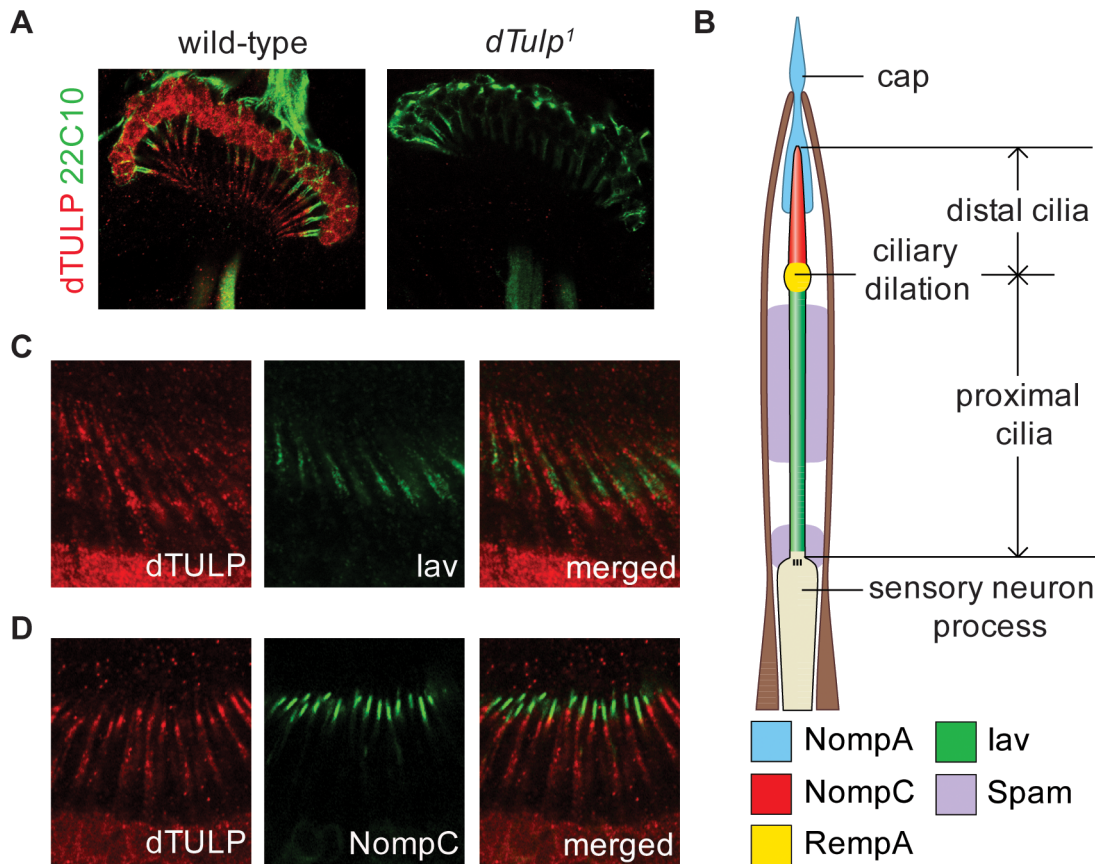 A
wild-type
dTulp¹
dTULP 22C10
B
cap
distal cilia
ciliary
dilation
proximal
cilia
sensory neuron
process
NompA
NompC
RempA
Iav
Spam
C
dTULP
Iav
merged
D
dTULP
NompC
merged